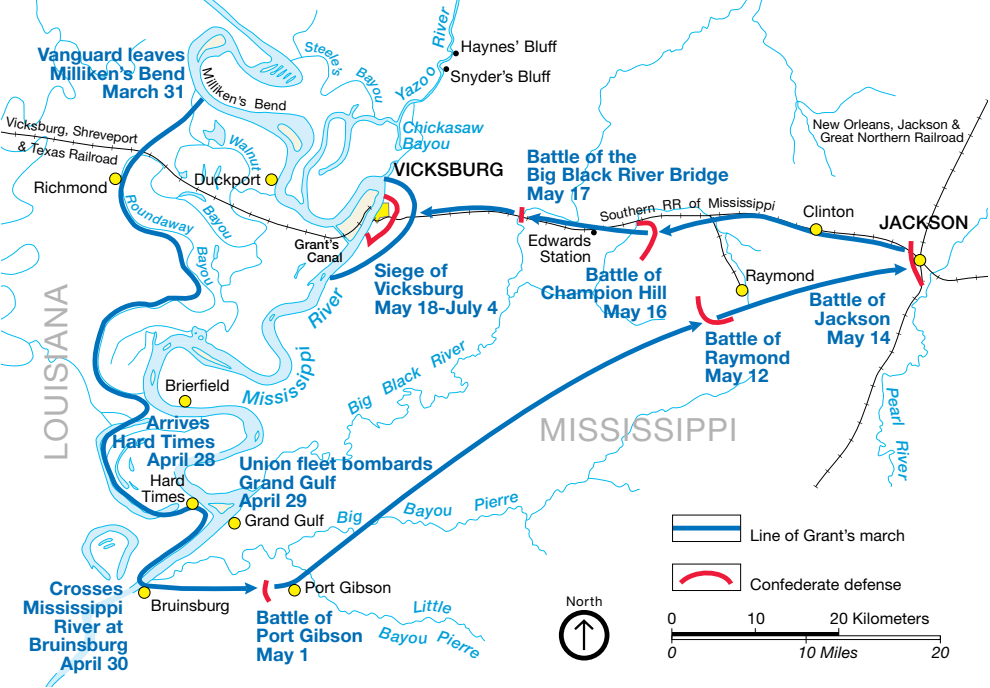 Vanguard leaves
Milliken's Bend
March 31
Steele's
Bayou
Yazoo
River
Haynes' Bluff
Snyder's Bluff
Milliken's Bend
Chickasaw
Bayou
Vicksburg, Shreveport
& Texas Railroad
Richmond
Walnut
Bayou
Duckport
VICKSBURG
Roundaway
Bayou
Grant's
Canal
Battle of the
Big Black River Bridge
May 17
New Orleans, Jackson &
Great Northern Railroad
Southern RR of Mississippi
Clinton
JACKSON
Edwards
Station
Siege of
Vicksburg
May 18-July 4
Battle of
Champion Hill
May 16
Raymond
Battle of
Jackson
May 14
Battle of
Raymond
May 12
LOUISIANA
Mississippi
River
Big Black River
Brierfield
MISSISSIPPI
Pearl River
Arrives
Hard Times
April 28
Hard
Times
Union fleet bombards
Grand Gulf
April 29
Grand Gulf
Big Bayou Pierre
Crosses
Mississippi
River at
Bruinsburg
April 30
Bruinsburg
Port Gibson
Battle of
Port Gibson
May 1
Little
Bayou Pierre
North
Line of Grant's march
Confederate defense
0 10 20 Kilometers
0 10 Miles 20